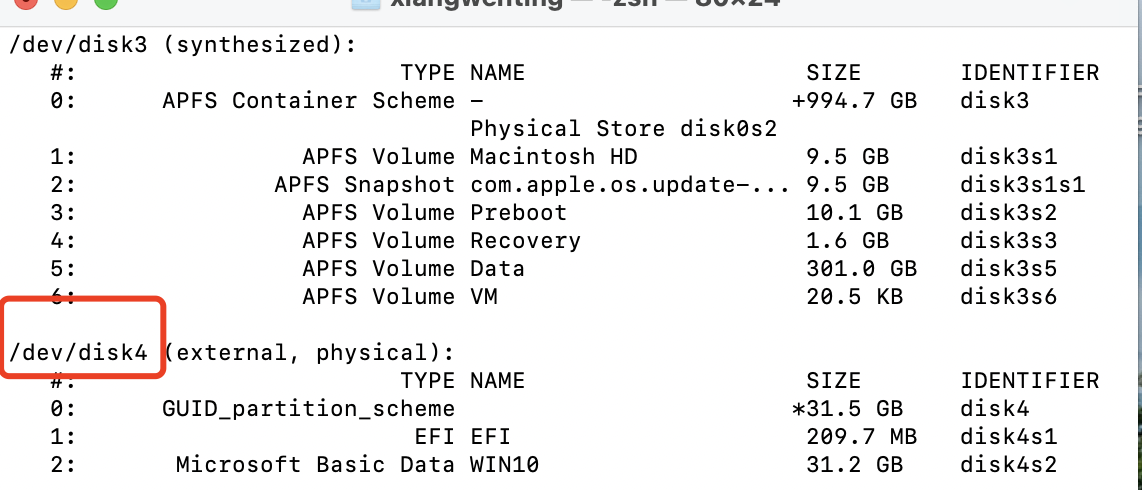 xiangwenting — -zsh — 80×24
/dev/disk3 (synthesized):
#: TYPE NAME SIZE IDENTIFIER
0: APFS Container Scheme - +994.7 GB disk3
Physical Store disk0s2
1: APFS Volume Macintosh HD 9.5 GB disk3s1
2: APFS Snapshot com.apple.os.update-... 9.5 GB disk3s1s1
3: APFS Volume Preboot 10.1 GB disk3s2
4: APFS Volume Recovery 1.6 GB disk3s3
5: APFS Volume Data 301.0 GB disk3s5
6: APFS Volume VM 20.5 KB disk3s6
/dev/disk4 (external, physical):
#: TYPE NAME SIZE IDENTIFIER
0: GUID_partition_scheme *31.5 GB disk4
1: EFI EFI 209.7 MB disk4s1
2: Microsoft Basic Data WIN10 31.2 GB disk4s2